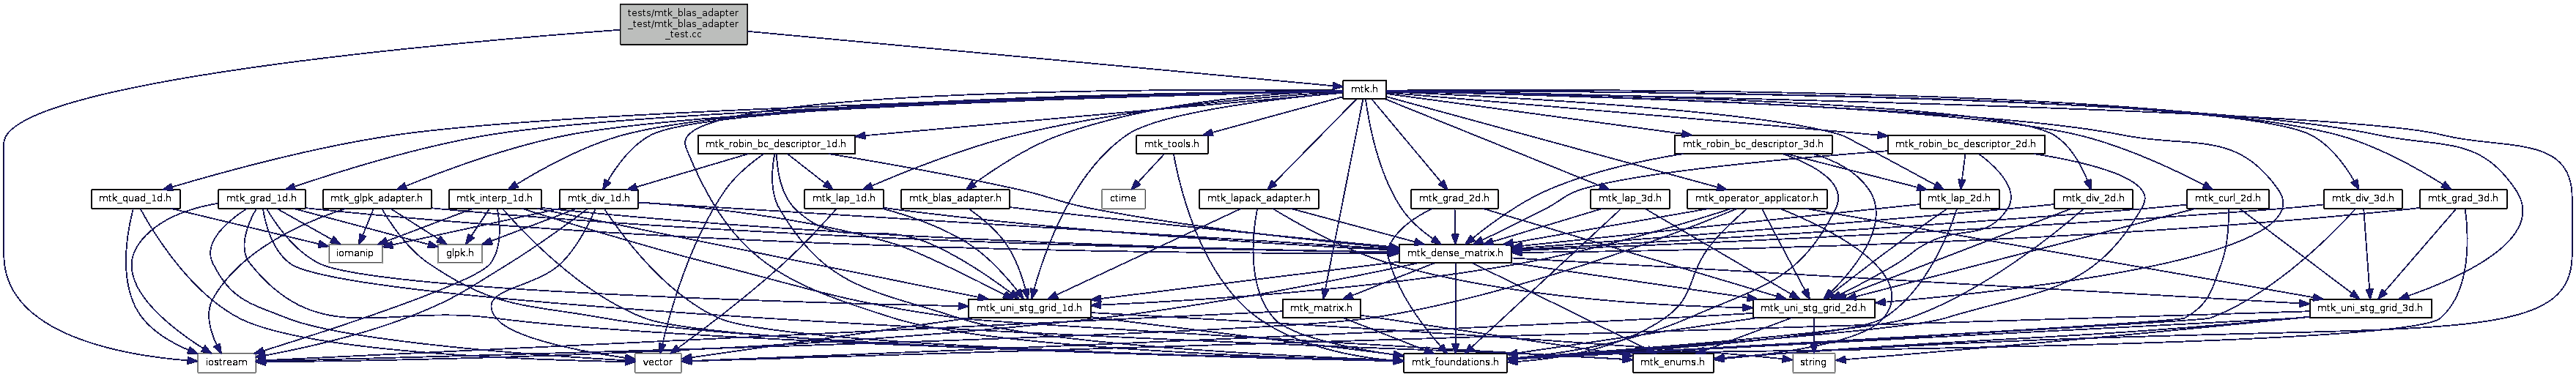 tests/mtk_blas_adapter
_test/mtk_blas_adapter
_test.cc
mtk.h
mtk_robin_bc_descriptor_1d.h
mtk_tools.h
mtk_robin_bc_descriptor_3d.h
mtk_robin_bc_descriptor_2d.h
mtk_quad_1d.h
mtk_grad_1d.h
mtk_glpk_adapter.h
mtk_interp_1d.h
mtk_div_1d.h
mtk_lap_1d.h
mtk_blas_adapter.h
ctime
mtk_lapack_adapter.h
mtk_grad_2d.h
mtk_lap_3d.h
mtk_operator_applicator.h
mtk_lap_2d.h
mtk_div_2d.h
mtk_curl_2d.h
mtk_div_3d.h
mtk_grad_3d.h
iomanip
glpk.h
mtk_dense_matrix.h
mtk_uni_stg_grid_1d.h
mtk_matrix.h
mtk_uni_stg_grid_2d.h
mtk_uni_stg_grid_3d.h
iostream
vector
mtk_foundations.h
mtk_enums.h
string